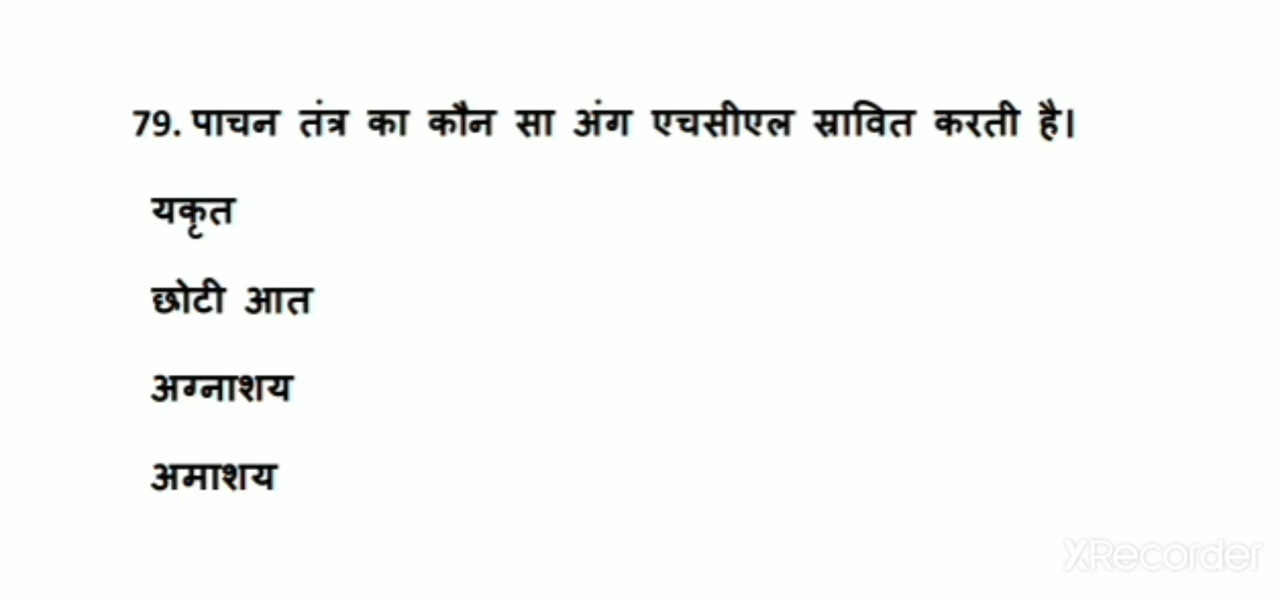 79. पाचन तंत्र का कौन सा अंग एचसीएल स्रावित करती है।
यकृत
छोटी आत
अग्नाशय
अमाशय
XRecorder